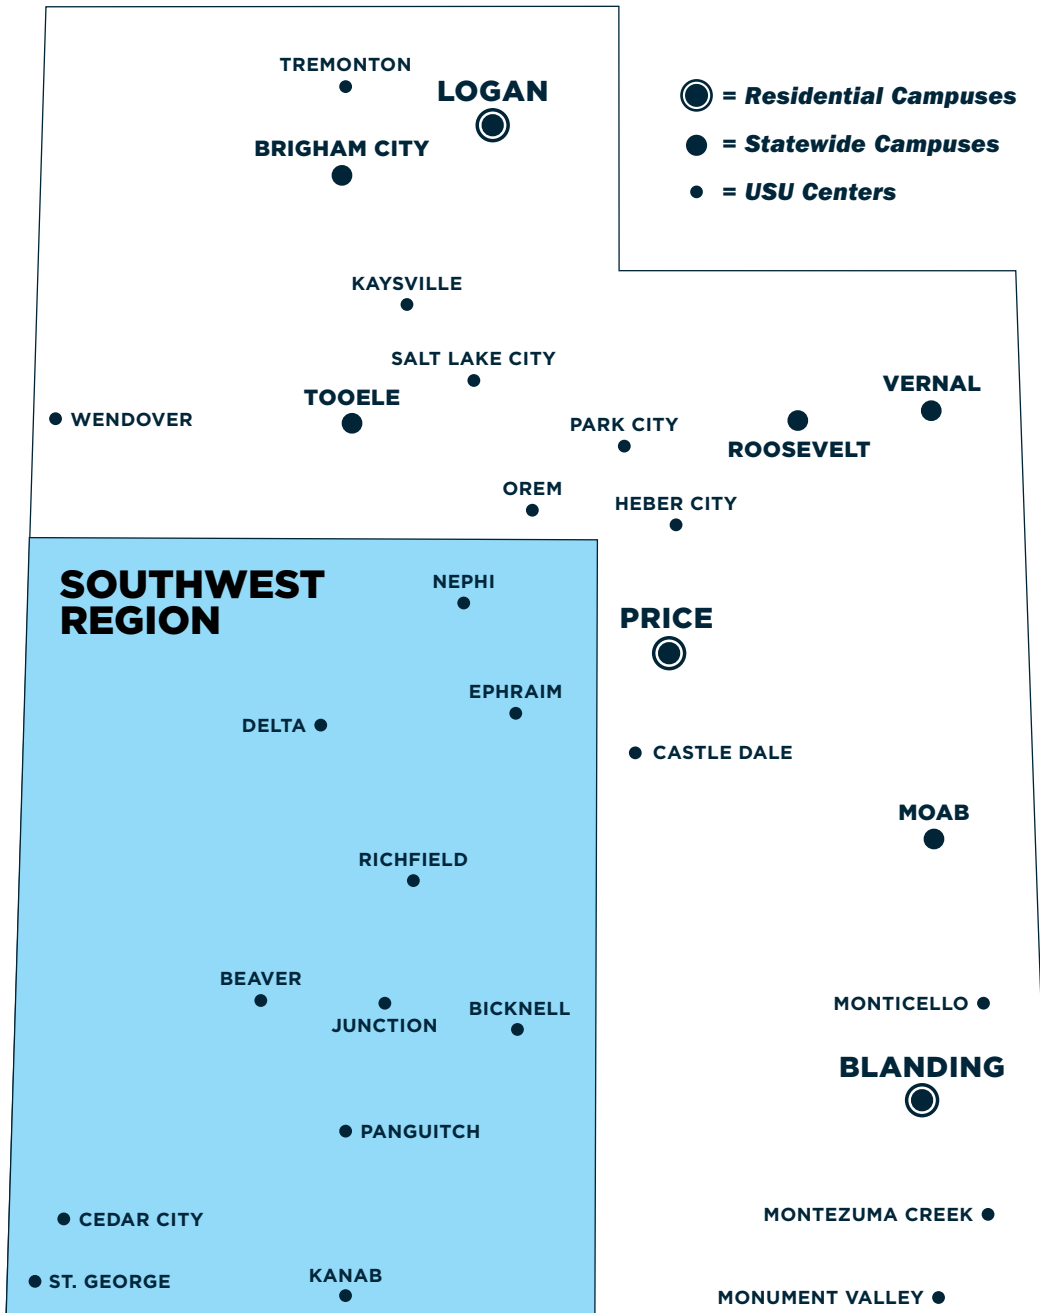 TREMONTON
LOGAN
BRIGHAM CITY
= Residential Campuses
= Statewide Campuses
= USU Centers
KAYSVILLE
SALT LAKE CITY
TOOELE
WENDOVER
PARK CITY
VERNAL
ROOSEVELT
OREM
HEBER CITY
SOUTHWEST
REGION
NEPHI
PRICE
EPHRAIM
DELTA
CASTLE DALE
MOAB
RICHFIELD
BEAVER
JUNCTION
BICKNELL
MONTICELLO
BLANDING
PANGUITCH
CEDAR CITY
MONTEZUMA CREEK
ST. GEORGE
KANAB
MONUMENT VALLEY